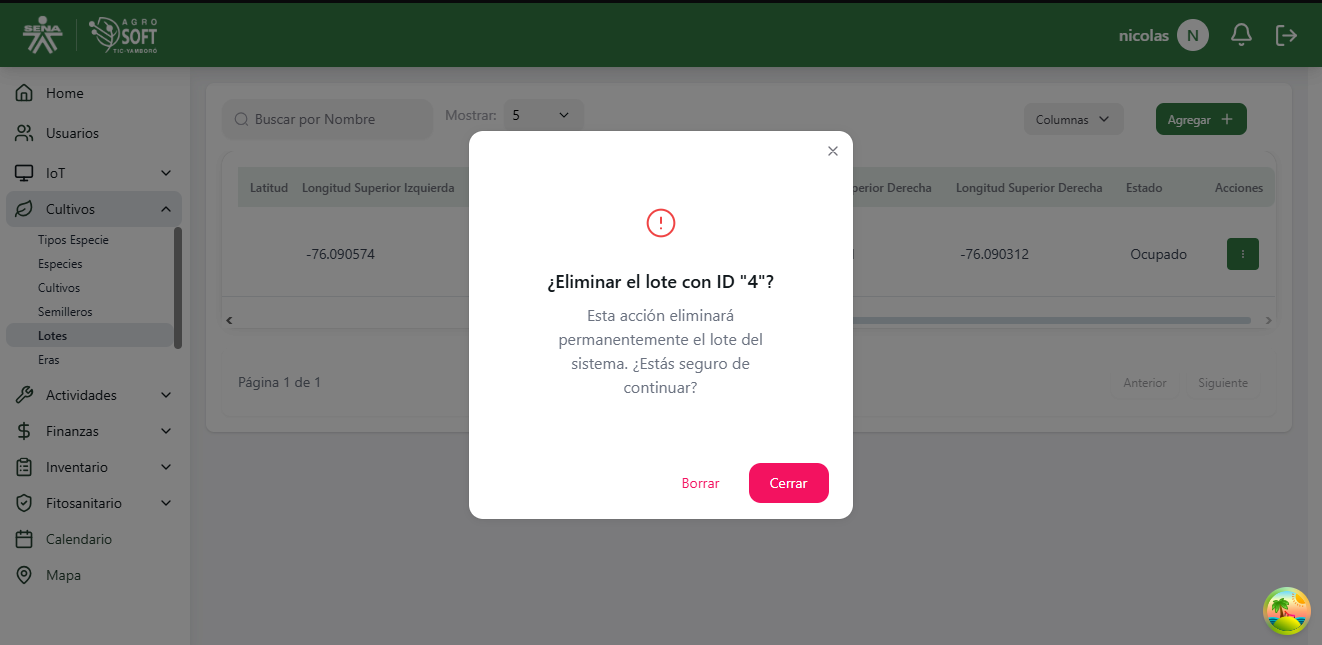 SENA
AGRO
SOFT
TIC-YAMBORO
nicolas
N
Home
Usuarios
IoT
Cultivos
Tipos Especie
Especies
Cultivos
Semilleros
Lotes
Eras
Actividades
Finanzas
Inventario
Fitosanitario
Calendario
Mapa
Buscar por Nombre
Mostrar:
5
Columnas
Agregar +
Latitud Longitud Superior Izquierda
perior Derecha Longitud Superior Derecha Estado Acciones
-76.090574
-76.090312 Ocupado
Página 1 de 1
Anterior
Siguiente
¿Eliminar el lote con ID "4"?
Esta acción eliminará
permanentemente el lote del
sistema. ¿Estás seguro de
continuar?
Borrar
Cerrar